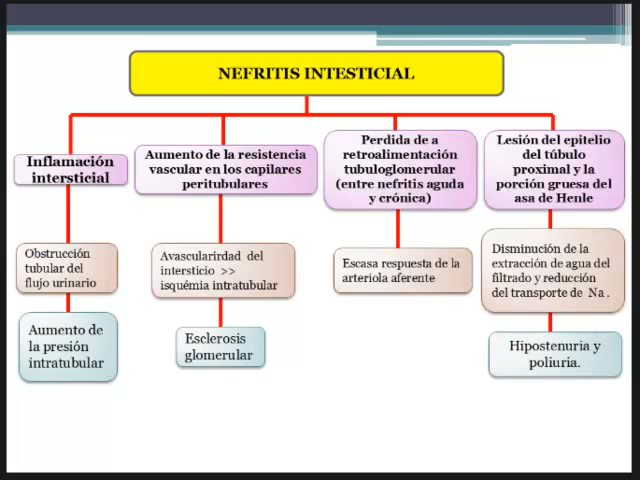 NEFRITIS INTESTICIAL
Inflamación
intersticial
Obstrucción
tubular del
flujo urinario
Aumento de
la presión
intratubular
Aumento de la resistencia
vascular en los capilares
peritubulares
Avascularirdad del
intersticio >>
isquémia intratubular
Esclerosis
glomerular
Perdida de a
retroalimentación
tubuloglomerular
(entre nefritis aguda
y crónica)
Escasa respuesta de la
arteriola aferente
Lesión del epitelio
del túbulo
proximal y la
porción gruesa del
asa de Henle
Disminución de la
extracción de agua del
filtrado y reducción
del transporte de Na .
Hipostenuria y
poliuria.